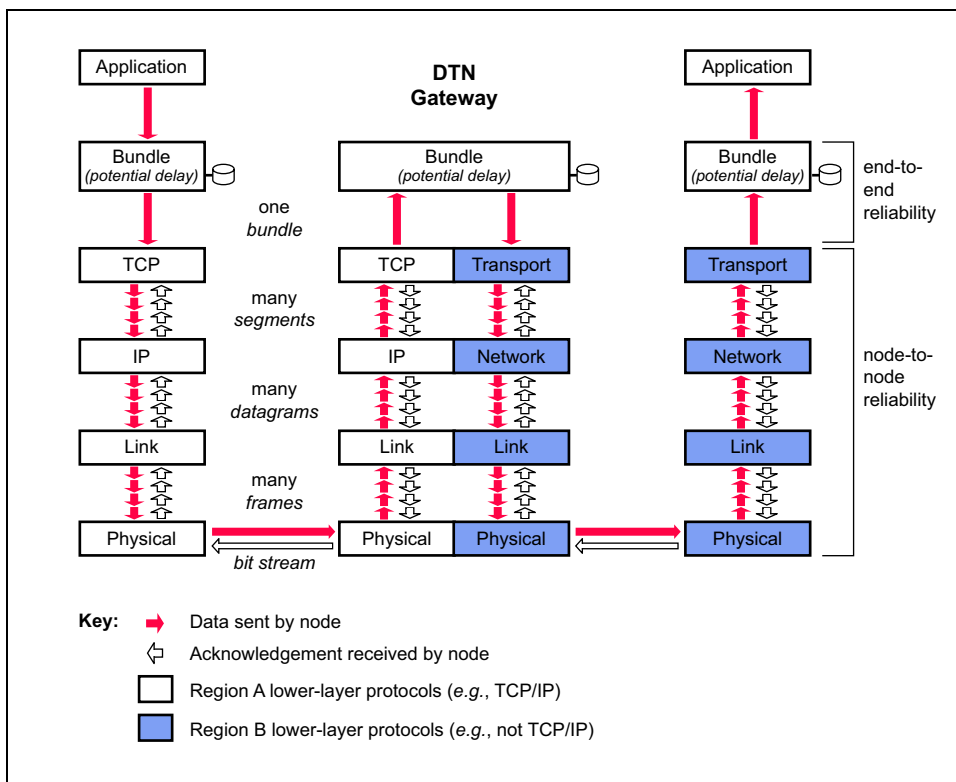 Application
DTN
Gateway
Application
Bundle
(potential delay)
Bundle
(potential delay)
Bundle
(potential delay)
end-to-
end
reliability
one
bundle
TCP
TCP
Transport
Transport
many
segments
IP
IP
Network
Network
node-to-
node
reliability
many
datagrams
Link
Link
Link
Link
many
frames
Physical
Physical
Physical
Physical
bit stream
Key:
Data sent by node
Acknowledgement received by node
Region A lower-layer protocols (e.g., TCP/IP)
Region B lower-layer protocols (e.g., not TCP/IP)